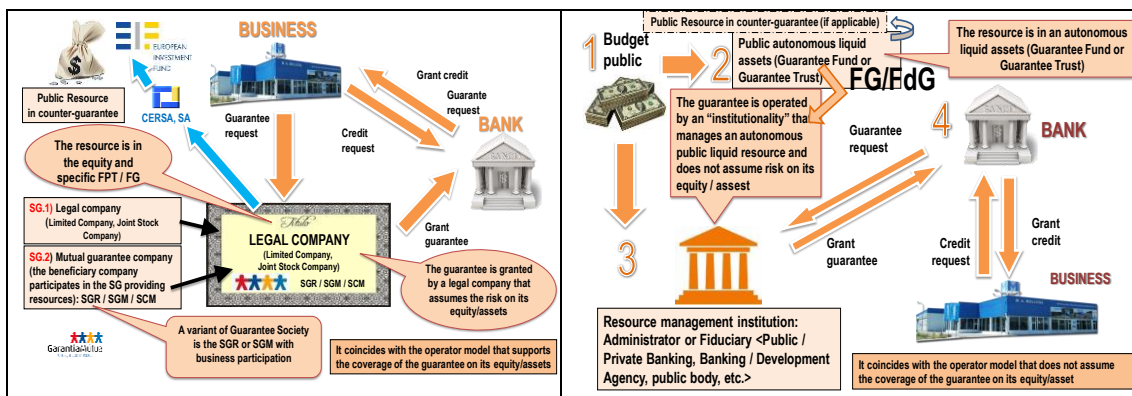 EUROPEAN
INVESTMENT
FUND
Public Resource
in counter-guarantee
CERSA, SA
BUSINESS
Grant credit
Guarante
request
BANK
Guarantee
request
Credit
request
The resource is in
the equity and
specific FPT / FG
SG.1) Legal company
(Limited Company, Joint Stock
Company)
SG.2) Mutual guarantee company
(the beneficiary company
participates in the SG providing
resources): SGR / SGM / SCM
Título
LEGAL COMPANY
(Limited Company,
Joint Stock Company)
SGR / SGM / SCM
Grant
guarantee
The guarantee is granted
by a legal company that
assumes the risk on its
equity/assets
GarantiaMutua
A variant of Guarantee Society
is the SGR or SGM with
business participation
It coincides with the operator model that supports
the coverage of the guarantee on its equity/assets
Public Resource in counter-guarantee (if applicable)
1
Budget
public
2
Public autonomous liquid
assets (Guarantee Fund or
Guarantee Trust)
FG/FdG
The resource is in an autonomous
liquid assets (Guarantee Fund or
Guarantee Trust)
The guarantee is operated
by an “institutionality” that
manages an autonomous
public liquid resource and
does not assume risk on its
equity / assest
Guarantee
request
4
BANK
3
Grant
guarantee
Credit
request
Grant
credit
BUSINESS
Resource management institution:
Administrator or Fiduciary <Public /
Private Banking, Banking / Development
Agency, public body, etc.>
It coincides with the operator model that does not assume
the coverage of the guarantee on its equity/asset